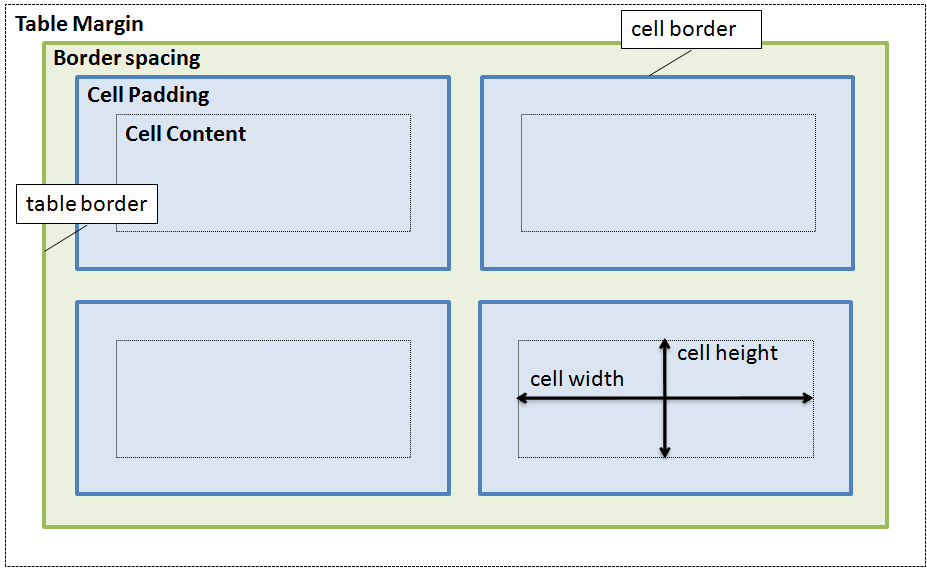 Table Margin
cell border
Border spacing
Cell Padding
Cell Content
table border
cell height
cell width